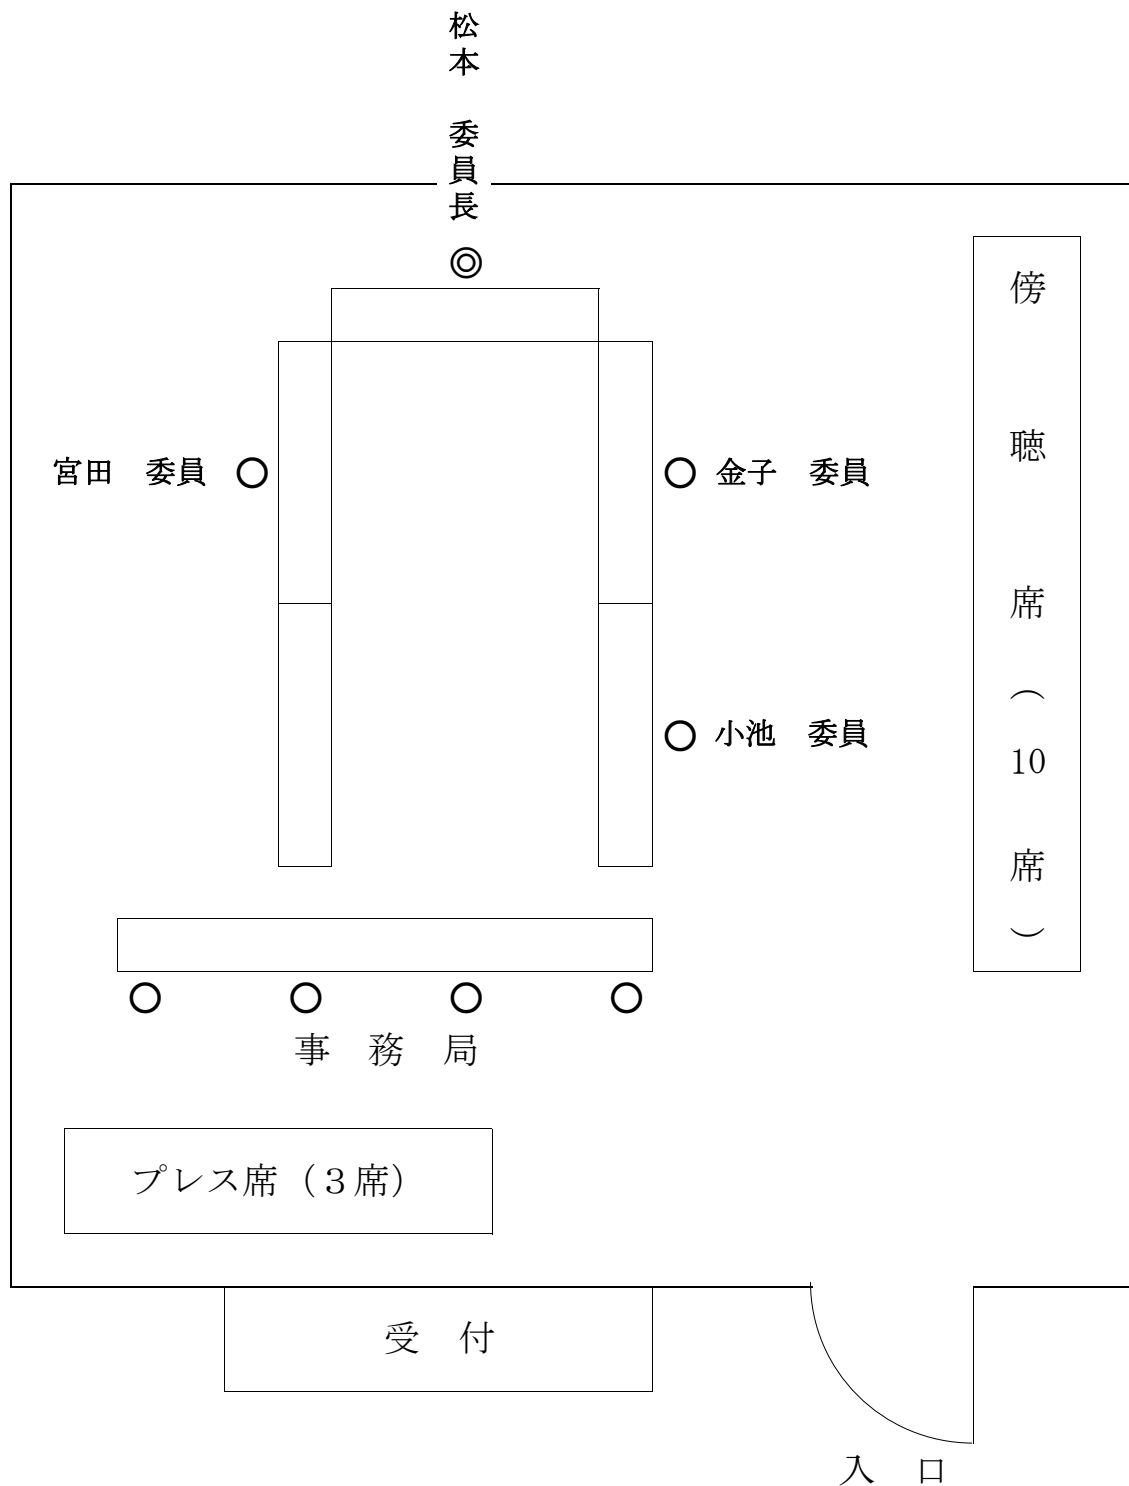 松本　委員長
◎
宮田　委員 ○
○ 金子　委員
○ 小池　委員
傍聴席（10席）
○ ○ ○ ○
事　務　局
プレス席（３席）
受　付
入　口